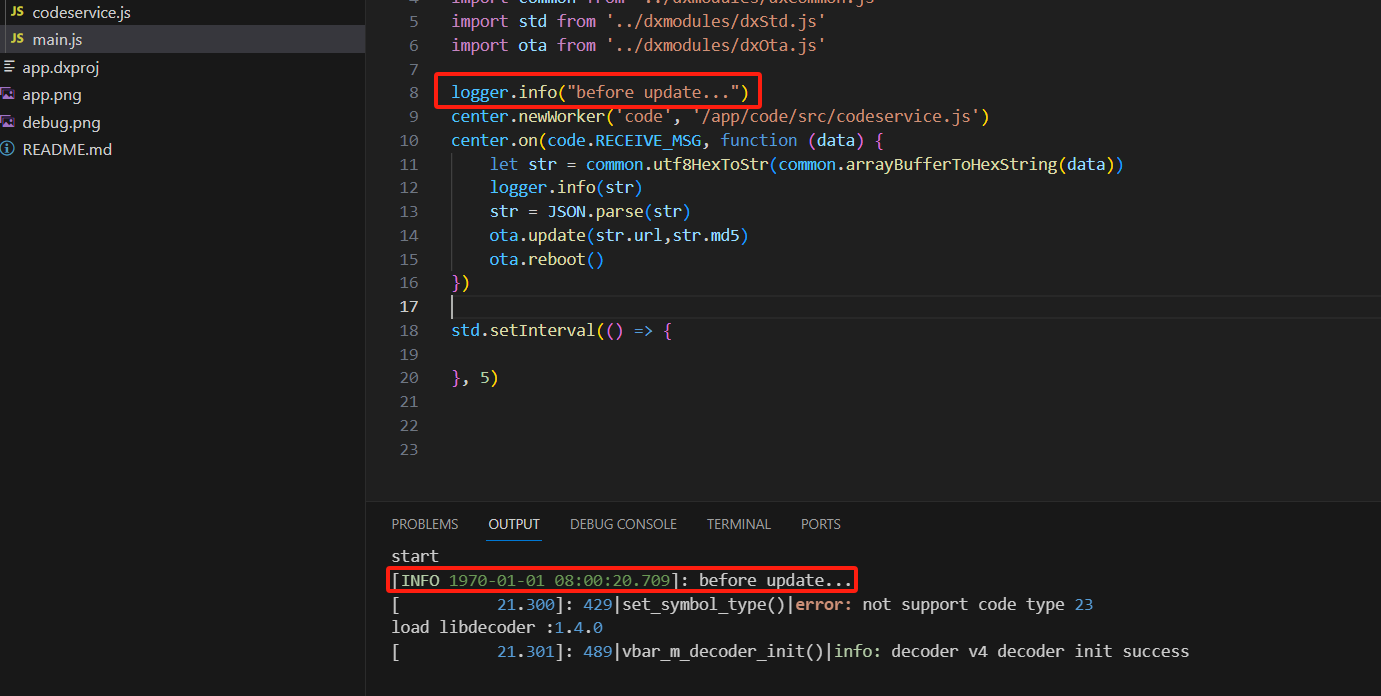 codeservice.js
main.js
app.dxproj
app.png
debug.png
README.md
4 import common from '../dxmodules/dxCommon.js'
5 import std from '../dxmodules/dxStd.js'
6 import ota from '../dxmodules/dxOta.js'
7
8 logger.info("before update...")
9 center.newWorker('code', '/app/code/src/codeservice.js')
10 center.on(code.RECEIVE_MSG, function (data) {
11 let str = common.utf8HexToStr(common.arrayBufferToHexString(data))
12 logger.info(str)
13 str = JSON.parse(str)
14 ota.update(str.url,str.md5)
15 ota.reboot()
16 })
17
18 std.setInterval(() => {
19
20 }, 5)
21
22
23
PROBLEMS OUTPUT DEBUG CONSOLE TERMINAL PORTS
start
[INFO 1970-01-01 08:00:20.709]: before update...
[ 21.300]: 429|set_symbol_type()|error: not support code type 23
load libdecoder :1.4.0
[ 21.301]: 489|vbar_m_decoder_init()|info: decoder v4 decoder init success